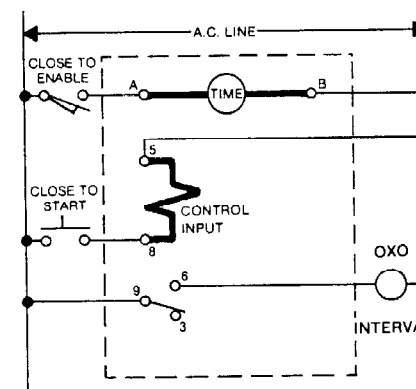 A.C. LINE
CLOSE TO
ENABLE
A
TIME
B
5
CLOSE TO
START
CONTROL
INPUT
8
6
OXO
9
3
INTERVA